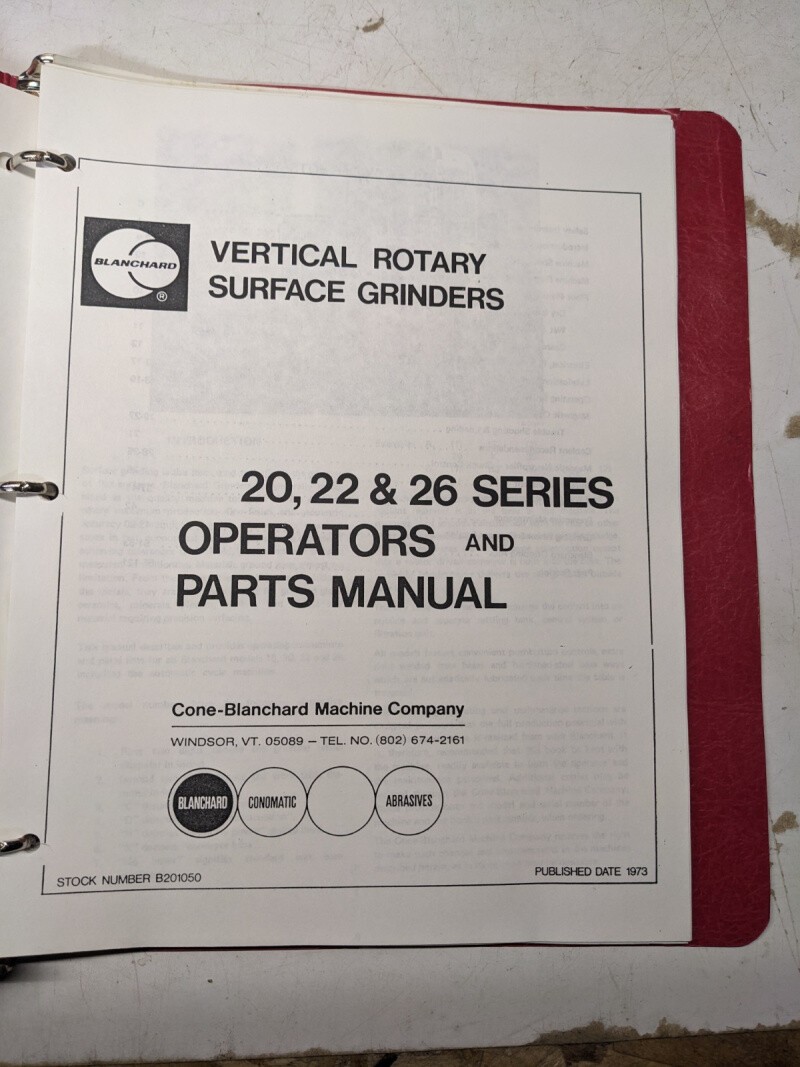 BLANCHARD
®
VERTICAL ROTARY
SURFACE GRINDERS
20, 22 & 26 SERIES
OPERATORS AND
PARTS MANUAL
Cone-Blanchard Machine Company
WINDSOR, VT. 05089 – TEL. NO. (802) 674-2161
BLANCHARD CONOMATIC ABRASIVES
STOCK NUMBER B201050
PUBLISHED DATE 1973